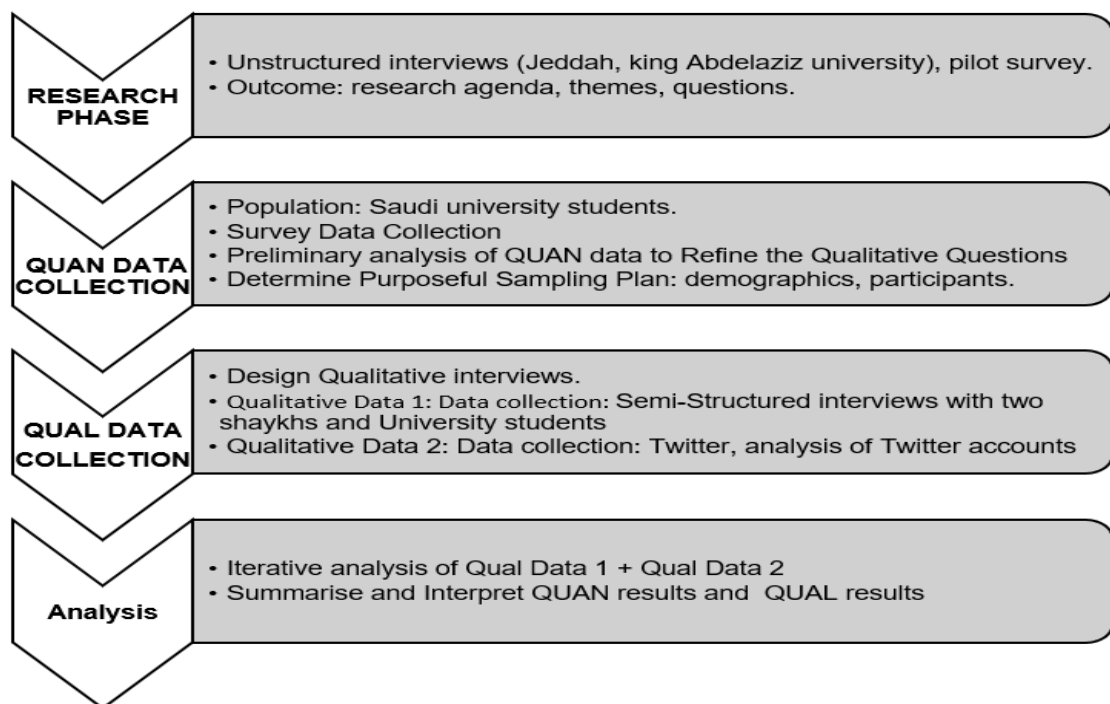 RESEARCH
PHASE
• Unstructured interviews (Jeddah, king Abdelaziz university), pilot survey.
• Outcome: research agenda, themes, questions.
QUAN DATA
COLLECTION
• Population: Saudi university students.
• Survey Data Collection
• Preliminary analysis of QUAN data to Refine the Qualitative Questions
• Determine Purposeful Sampling Plan: demographics, participants.
QUAL DATA
COLLECTION
• Design Qualitative interviews.
• Qualitative Data 1: Data collection: Semi-Structured interviews with two
shaykhs and University students
• Qualitative Data 2: Data collection: Twitter, analysis of Twitter accounts
Analysis
• Iterative analysis of Qual Data 1 + Qual Data 2
• Summarise and Interpret QUAN results and QUAL results